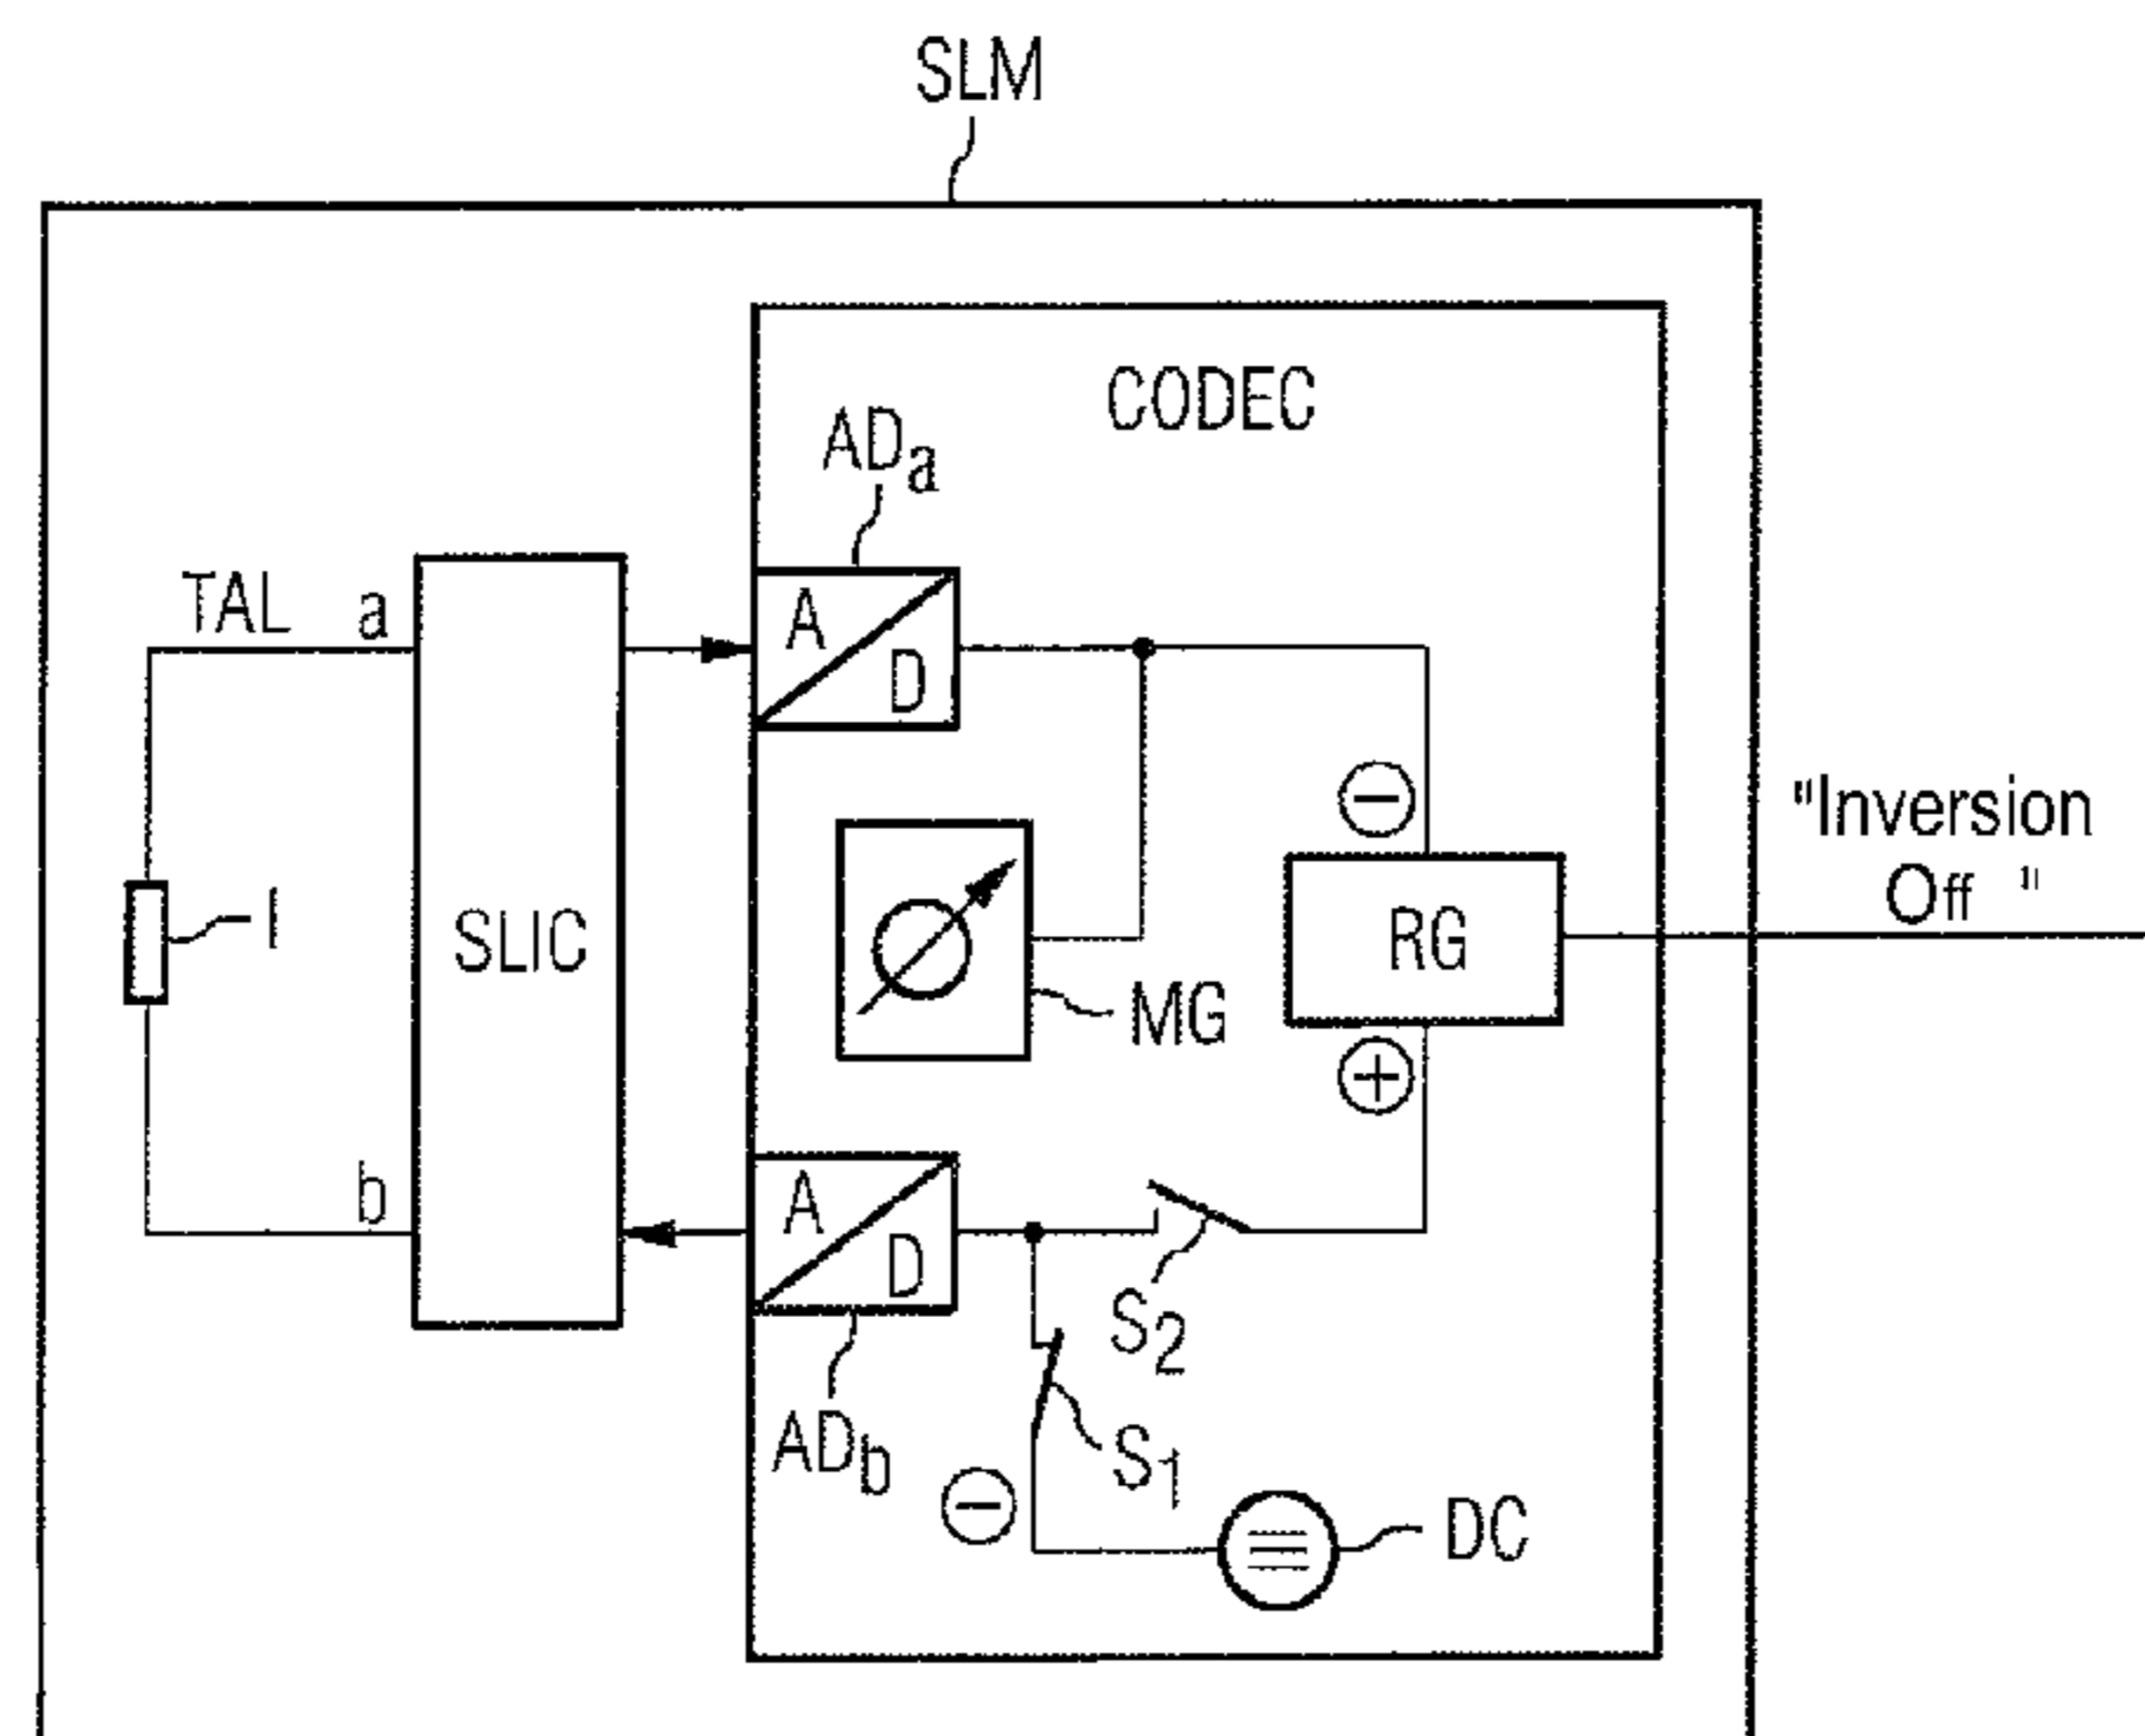 SLM
CODEC
ADa
A
D
TAL a
SLIC
I
b
MG
RG
"Inversion
Off "
A
D
ADb
S2
S1
DC